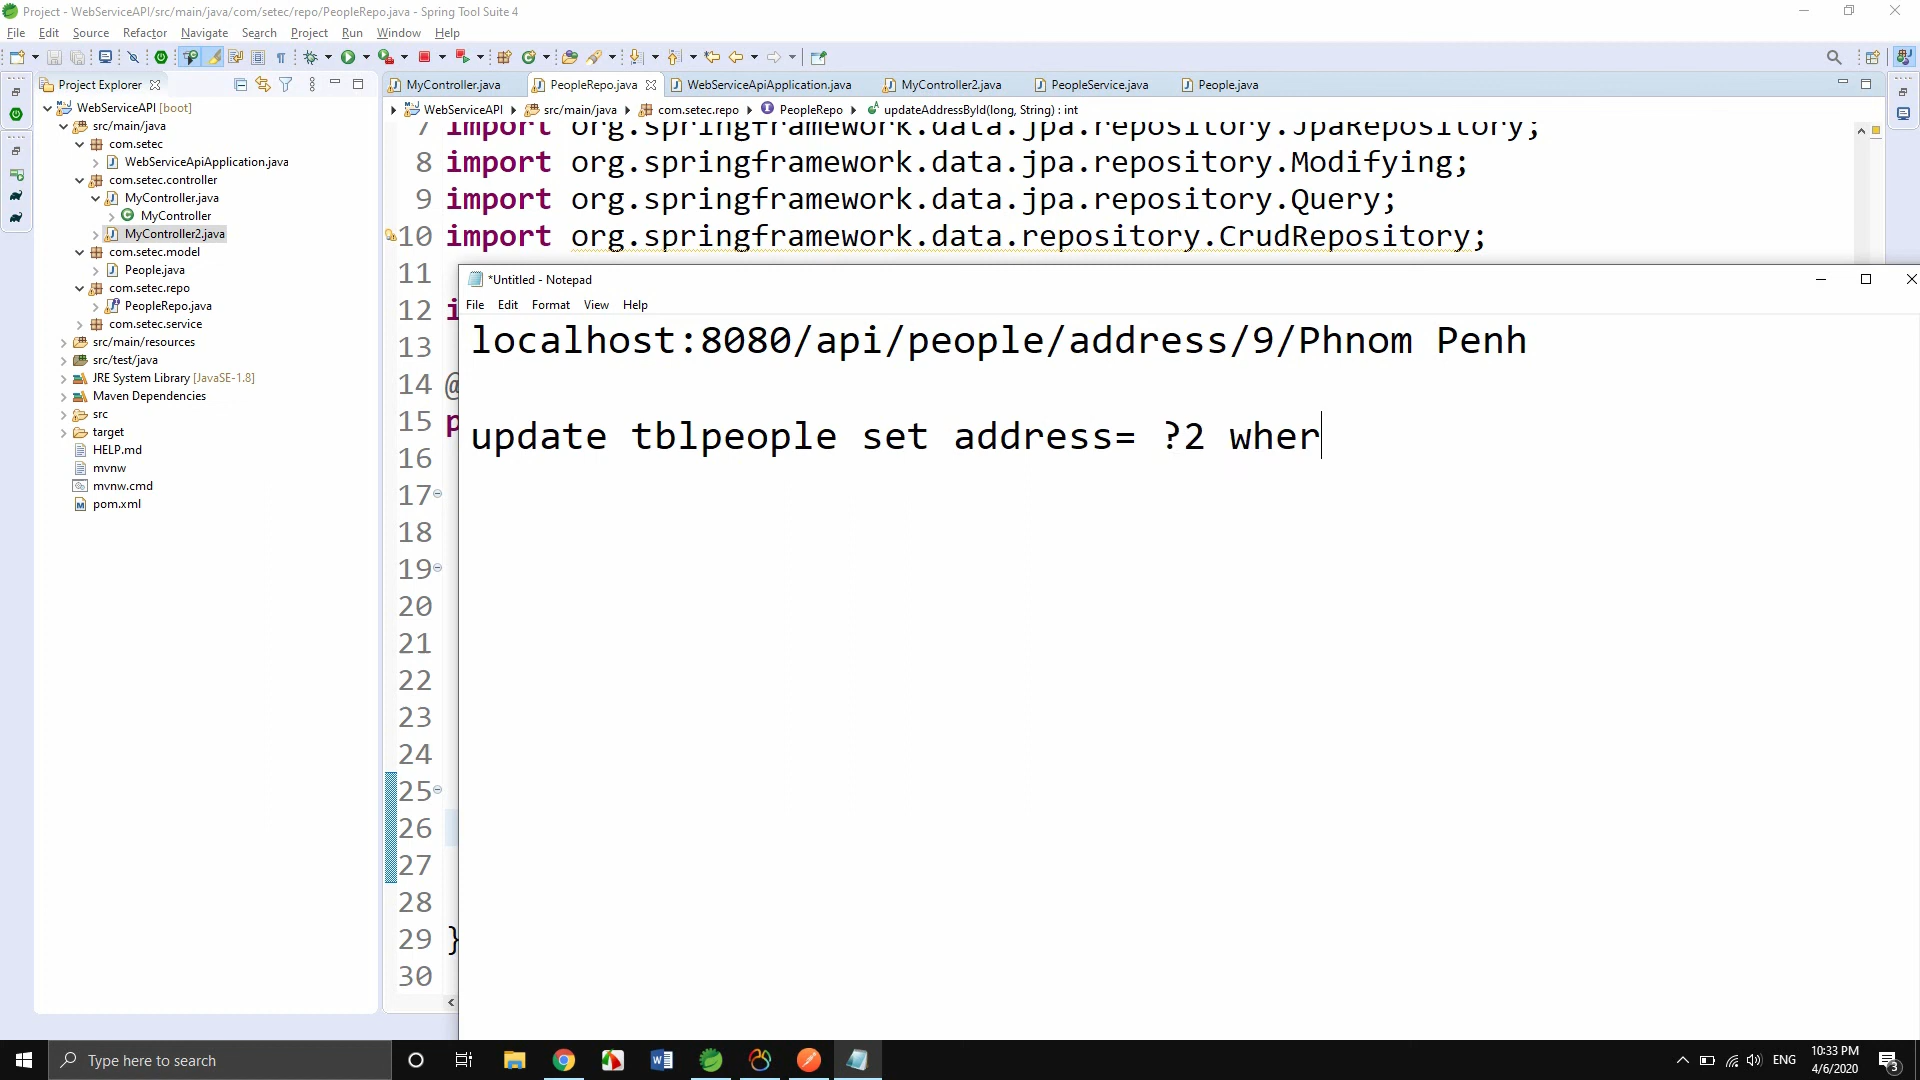 Project - WebServiceAPI/src/main/java/com/setec/repo/PeopleRepo.java - Spring Tool Suite 4
File Edit Source Refactor Navigate Search Project Run Window Help
Project Explorer
MyController.java PeopleRepo.java WebServiceApiApplication.java MyController2.java PeopleService.java People.java
WebServiceAPI src/main/java com.setec.repo PeopleRepo updateAddressById(long, String) : int
WebServiceAPI [boot]
src/main/java
com.setec
WebServiceApiApplication.java
com.setec.controller
MyController.java
MyController
MyController2.java
com.setec.model
People.java
com.setec.repo
PeopleRepo.java
com.setec.service
src/main/resources
src/test/java
JRE System Library [JavaSE-1.8]
Maven Dependencies
src
target
HELP.md
mvnw
mvnw.cmd
pom.xml
7 import org.springframework.data.jpa.repository.JpaRepository;
8 import org.springframework.data.jpa.repository.Modifying;
9 import org.springframework.data.jpa.repository.Query;
10 import org.springframework.data.repository.CrudRepository;
11
12 i
13
14 @
15 p
16
17
18
19
20
21
22
23
24
25
26
27
28
29 }
30
*Untitled - Notepad
File Edit Format View Help
localhost:8080/api/people/address/9/Phnom Penh
update tblpeople set address= ?2 wher
Type here to search
ENG
10:33 PM
4/6/2020
3